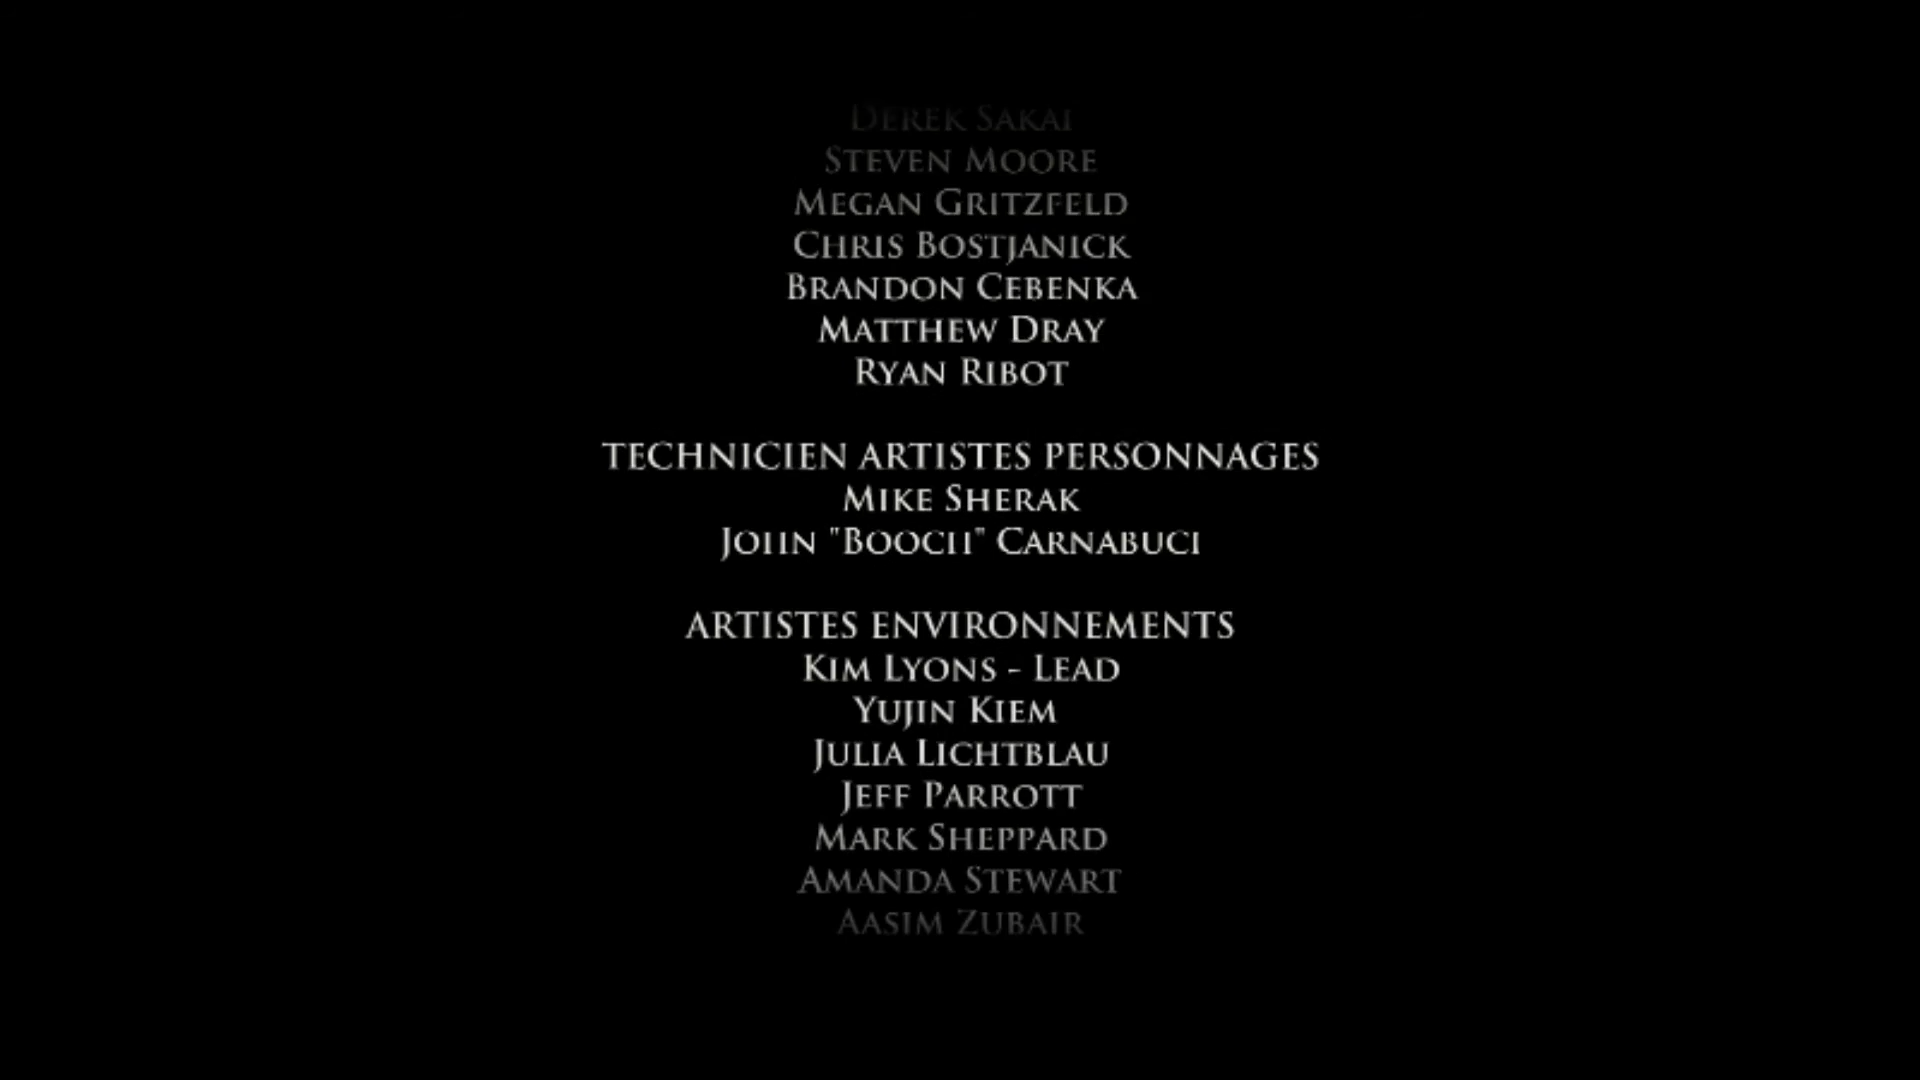 Derek Sakai
Steven Moore
Megan Gritzfeld
Chris Bostjanick
Brandon Cebenka
Matthew Dray
Ryan Ribot
TECHNICIEN ARTISTES PERSONNAGES
Mike Sherak
John "Booch" Carnabuci
ARTISTES ENVIRONNEMENTS
Kim Lyons - Lead
Yujin Kiem
Julia Lichtblau
Jeff Parrott
Mark Sheppard
Amanda Stewart
Aasim Zubair